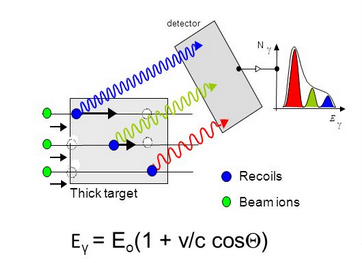 detector
N γ
E γ
Thick target
Recoils
Beam ions
Eγ = Eo(1 + v/c cosΘ)